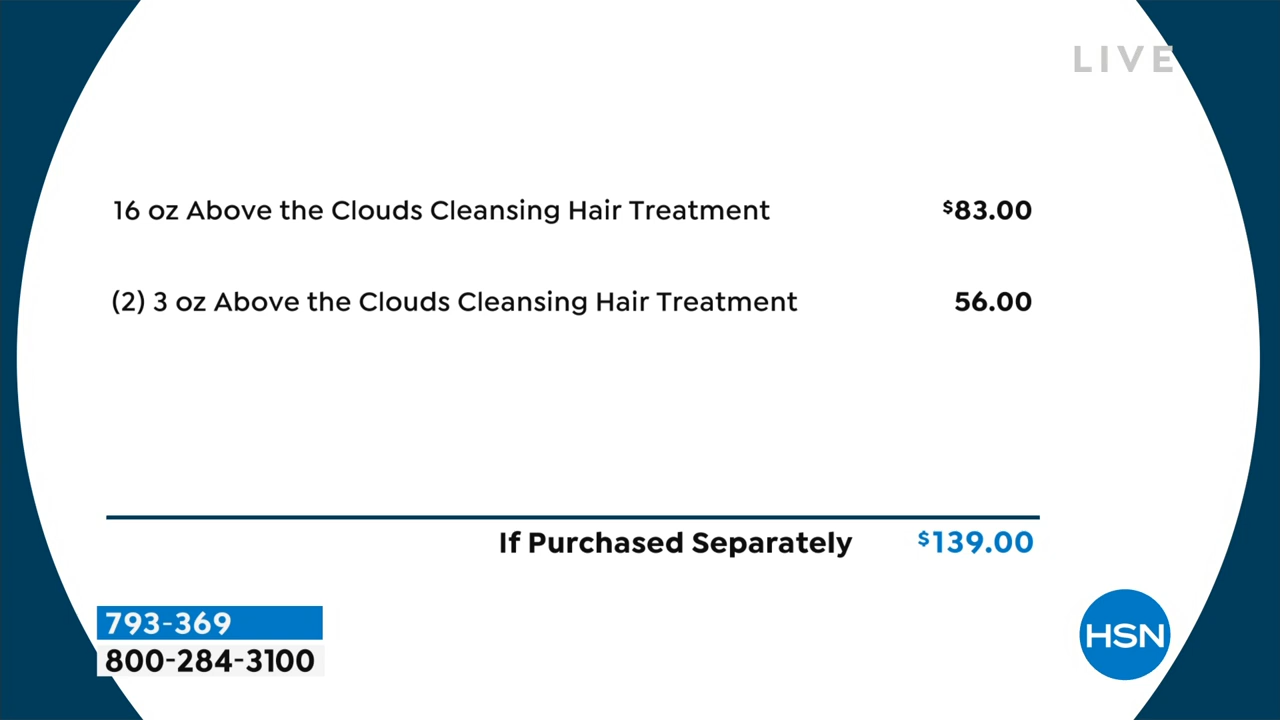 LIVE
16 oz Above the Clouds Cleansing Hair Treatment $83.00
(2) 3 oz Above the Clouds Cleansing Hair Treatment 56.00
If Purchased Separately $139.00
793-369
800-284-3100
HSN